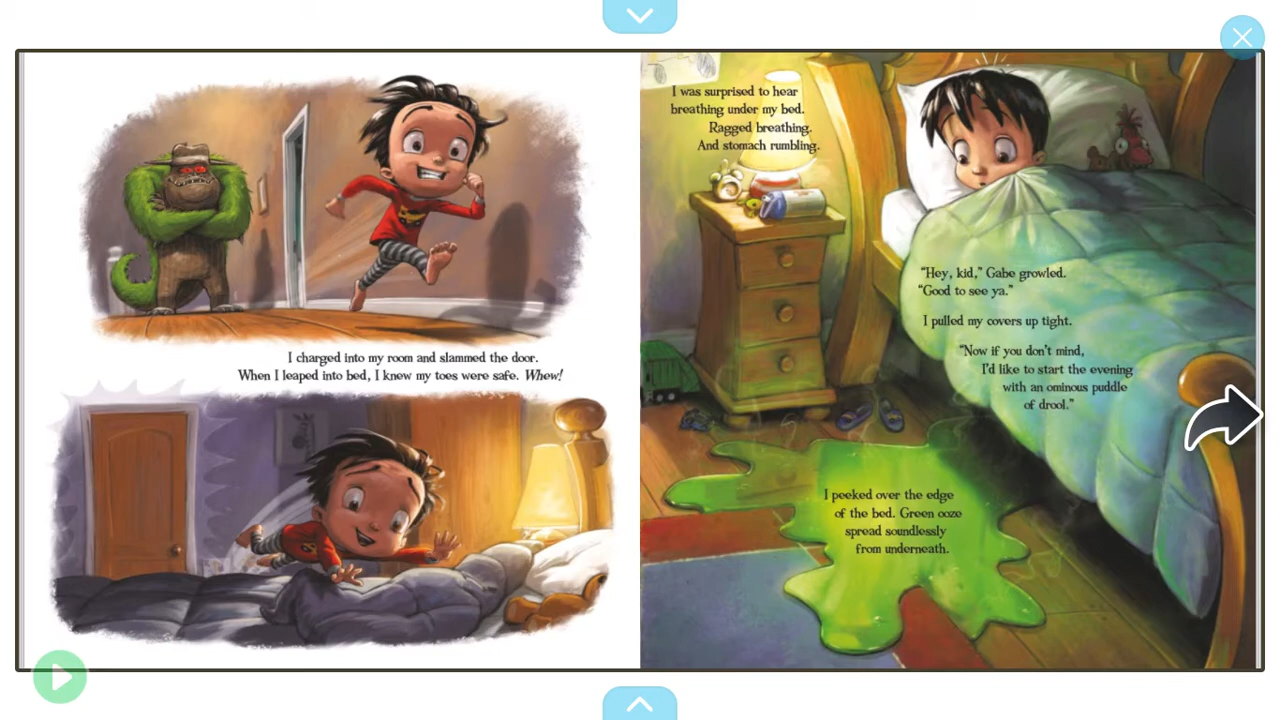 I charged into my room and slammed the door.
When I leaped into bed, I knew my toes were safe. Whew!
I was surprised to hear
breathing under my bed.
Ragged breathing.
And stomach rumbling.
“Hey, kid,” Gabe growled.
“Good to see ya.”
I pulled my covers up tight.
“Now if you don’t mind,
I’d like to start the evening
with an ominous puddle
of drool.”
I peeked over the edge
of the bed. Green ooze
spread soundlessly
from underneath.